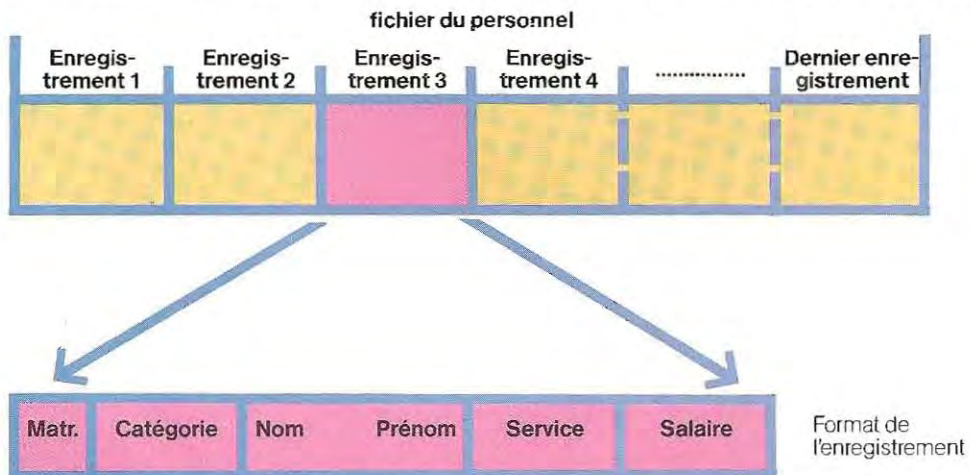 fichier du personnel
Enregis-
trement 1
Enregis-
trement 2
Enregis-
trement 3
Enregis-
trement 4
...............
Dernier enre-
gistrement
Matr. Catégorie Nom Prénom Service Salaire
Format de
l'enregistrement